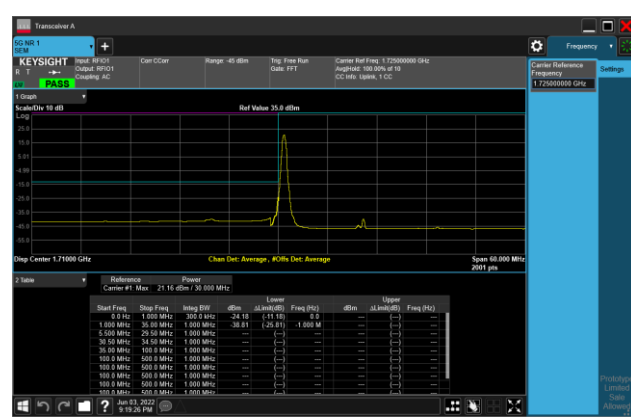 Transceiver A
5G NR 1
SEM
+
Frequency
KEYSIGHT
R T
PASS
Input: RFIO1
Output: RFIO1
Coupling: AC
Corr CCorr
Range: -45 dBm
Trig: Free Run
Gate: FFT
Carrier Ref Freq: 1.725000000 GHz
Avg|Hold: 100.00% of 10
CC Info: Uplink, 1 CC
Carrier Reference
Frequency
1.725000000 GHz
Settings
1 Graph
Scale/Div 10 dB
Ref Value 35.0 dBm
Log
25.0
15.0
5.01
-4.99
-15.0
-25.0
-35.0
-45.0
-55.0
Disp Center 1.71000 GHz
Chan Det: Average , #Offs Det: Average
Span 60.000 MHz
2001 pts
2 Table
Reference Power
Carrier #1 Max 21.16 dBm / 30.000 MHz
Lower Upper
Start Freq Stop Freq Integ BW dBm ΔLimit(dB) Freq (Hz) dBm ΔLimit(dB) Freq (Hz)
0.0 Hz 1.000 MHz 300.0 kHz -24.18 (-11.18) 0.0 --- (---) ---
1.000 MHz 35.00 MHz 1.000 MHz -38.81 (-25.81) -1.000 M --- (---) ---
5.500 MHz 29.50 MHz 1.000 MHz --- (---) --- --- (---) ---
30.50 MHz 34.50 MHz 1.000 MHz --- (---) --- --- (---) ---
35.00 MHz 100.0 MHz 1.000 MHz --- (---) --- --- (---) ---
100.0 MHz 500.0 MHz 1.000 MHz --- (---) --- --- (---) ---
100.0 MHz 500.0 MHz 1.000 MHz --- (---) --- --- (---) ---
100.0 MHz 500.0 MHz 1.000 MHz --- (---) --- --- (---) ---
100.0 MHz 500.0 MHz 1.000 MHz --- (---) --- --- (---) ---
?
Jun 03, 2022
9:19:26 PM
Prototype
Limited
Sale
Allowed